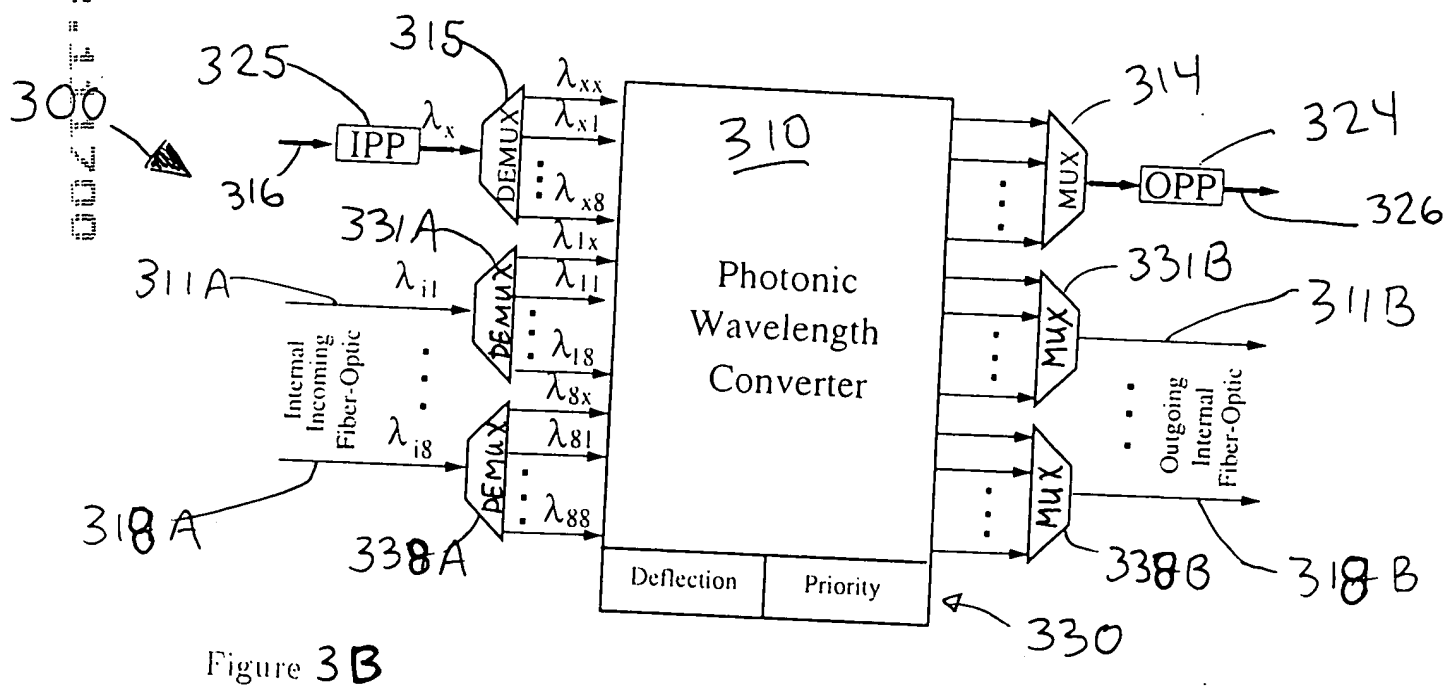 315
325
300
λxx
λx
λx1
IPP
DEMUX
λx8
316
331A
λ1x
λ11
311A
λi1
DEMUX
λ18
Internal
Incoming
Fiber-Optic
λ8x
λi8
λ81
DEMUX
λ88
318A
338A
310
Photonic
Wavelength
Converter
Deflection
Priority
330
314
324
MUX
OPP
326
331B
311B
MUX
Outgoing
Internal
Fiber-Optic
MUX
338B
318B
Figure 3B